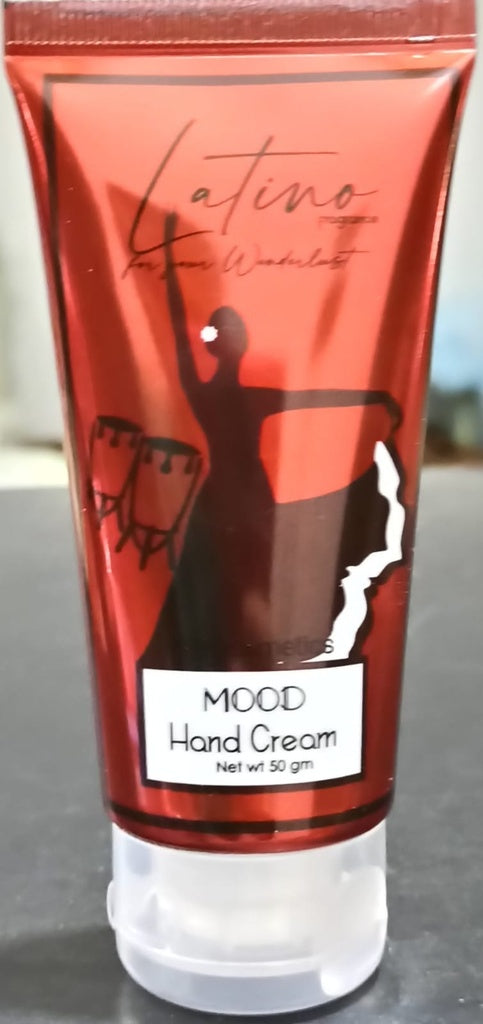 Latino
fragrance
for your Wanderlust
MOOD
Hand Cream
Net wt 50 gm